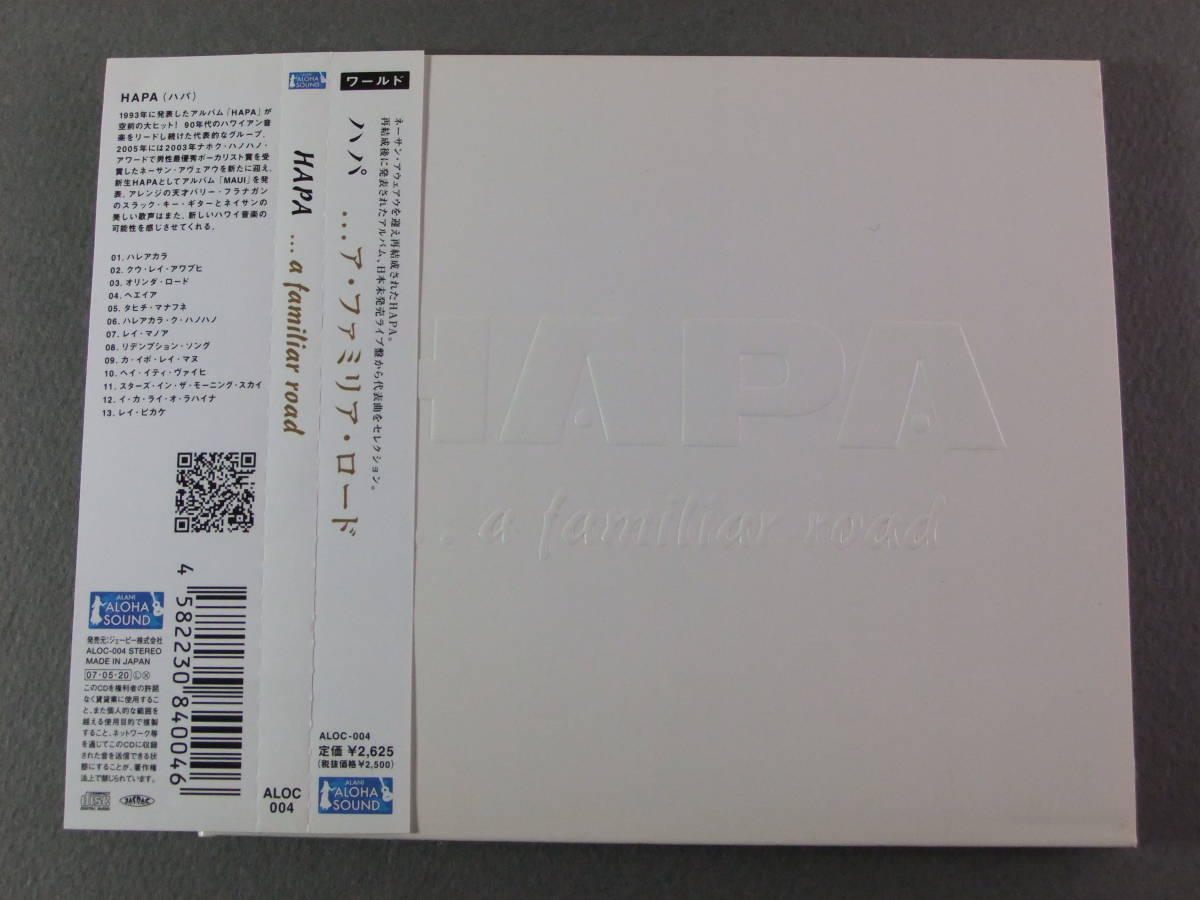 HAPA(ハパ)
1993年に発表したアルバム「HAPA」が
空前の大ヒット! 90年代のハワイアン音
楽をリードし続けた代表的なグループ。
2005年には2003年ナホク・ハノハノ・
アワードで男性最優秀ボーカリスト賞を受
賞したネーサン・アヴェアウを新たに迎え、
新生HAPAとしてアルバム「MAUI」を発
表。アレンジの天才バリー・フラナガン
のスラック・キー・ギターとネイサンの
美しい歌声はまた、新しいハワイ音楽の
可能性を感じさせてくれる。
01. ハレアカラ
02. クウ・レイ・アワプヒ
03. オリンダ・ロード
04. ヘエイア
05. タヒチ・マナフネ
06. ハレアカラ・ク・ハノハノ
07. レイ・マノア
08. リデンプション・ソング
09. カ・イポ・レイ・マヌ
10. ヘイ・イティ・ヴァイヒ
11. スターズ・イン・ザ・モーニング・スカイ
12. イ・カ・ライ・オ・ラハイナ
13. レイ・ピカケ
4 582230 840046
ALANI
ALOHA
SOUND
発売元:ジェーピー株式会社
ALOC-004 STEREO
MADE IN JAPAN
07・05・20 Ⓛ Ⓧ
このCDを権利者の許諾
なく賃貸業に使用するこ
と、また個人的な範囲を
越える使用目的で複製
すること、ネットワーク等
を通じてこのCDに収録
された音を送信できる状
態にすることが、著作権
法上で禁じられています。
COMPACT
disc
DIGITAL AUDIO
JASRAC
ALOHA
SOUND
HAPA ...a familiar road
ALOC
004
ワールド
ネーサン・アウェアウを迎え再結成されたHAPA。
再結成後に発表されたアルバム、日本未発売ライブ盤から代表曲をセレクション。
ハパ ...ア・ファミリア・ロード
ALOC-004
定価 ¥2,625
(税抜価格¥2,500)
ALANI
ALOHA
SOUND
HAPA
... a familiar road